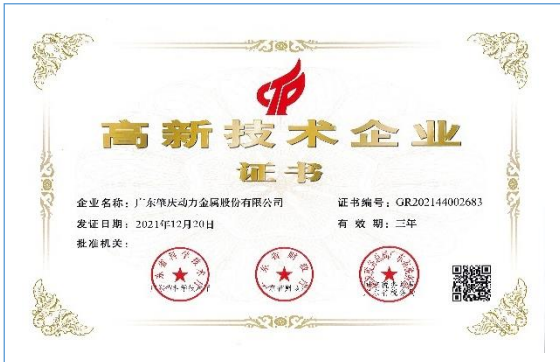 高新技术企业
证书
企业名称：广东肇庆动力金属股份有限公司 证书编号：GR202144002683
发证日期：2021年12月20日 有 效 期：三年
批准机关：